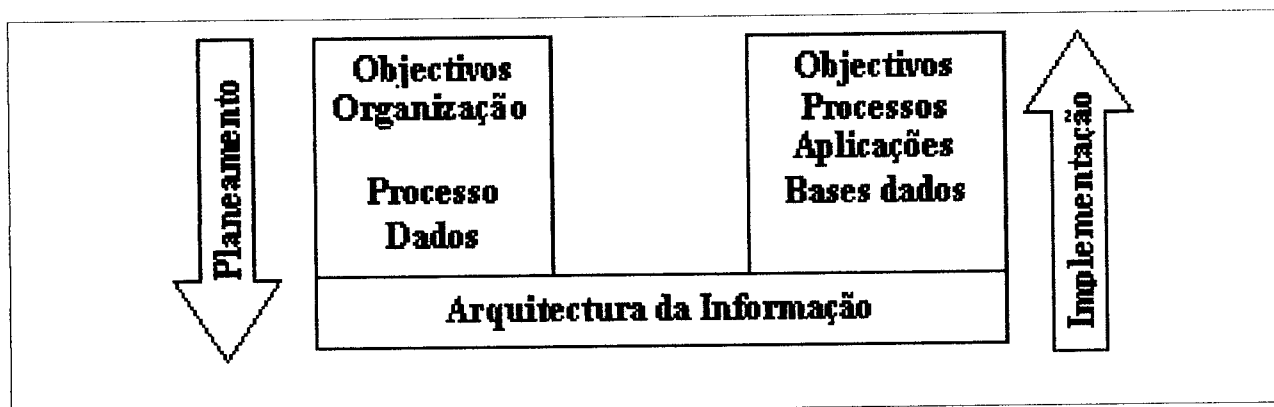 Planeamento
Objectivos
Organização
Processo
Dados
Objectivos
Processos
Aplicações
Bases dados
Implementação
Arquitectura da Informação